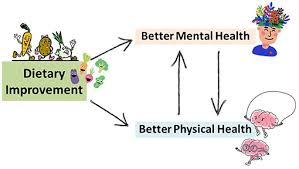 Better Mental Health
Dietary
Improvement
Better Physical Health